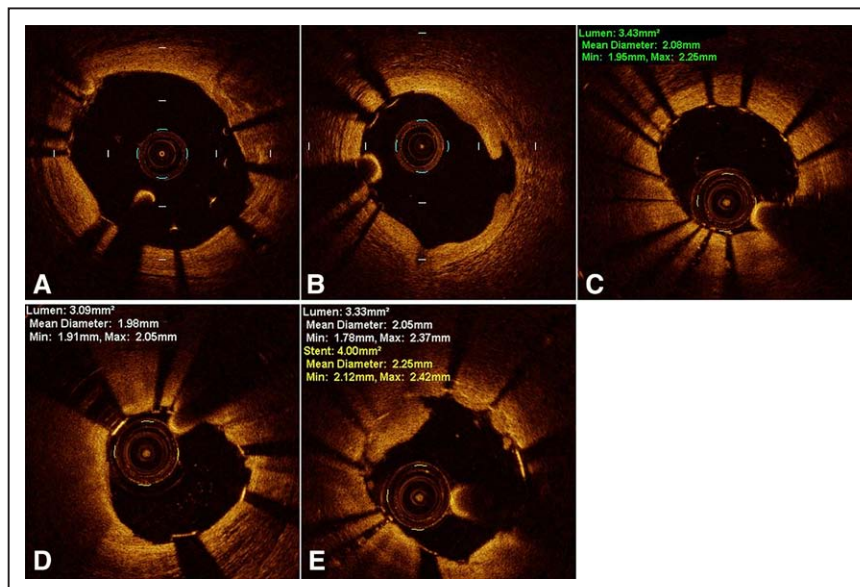 A
B
Lumen: 3.43mm²
Mean Diameter: 2.08mm
Min: 1.95mm, Max: 2.25mm
C
Lumen: 3.09mm²
Mean Diameter: 1.98mm
Min: 1.91mm, Max: 2.05mm
D
Lumen: 3.33mm²
Mean Diameter: 2.05mm
Min: 1.78mm, Max: 2.37mm
Stent: 4.00mm²
Mean Diameter: 2.25mm
Min: 2.12mm, Max: 2.42mm
E